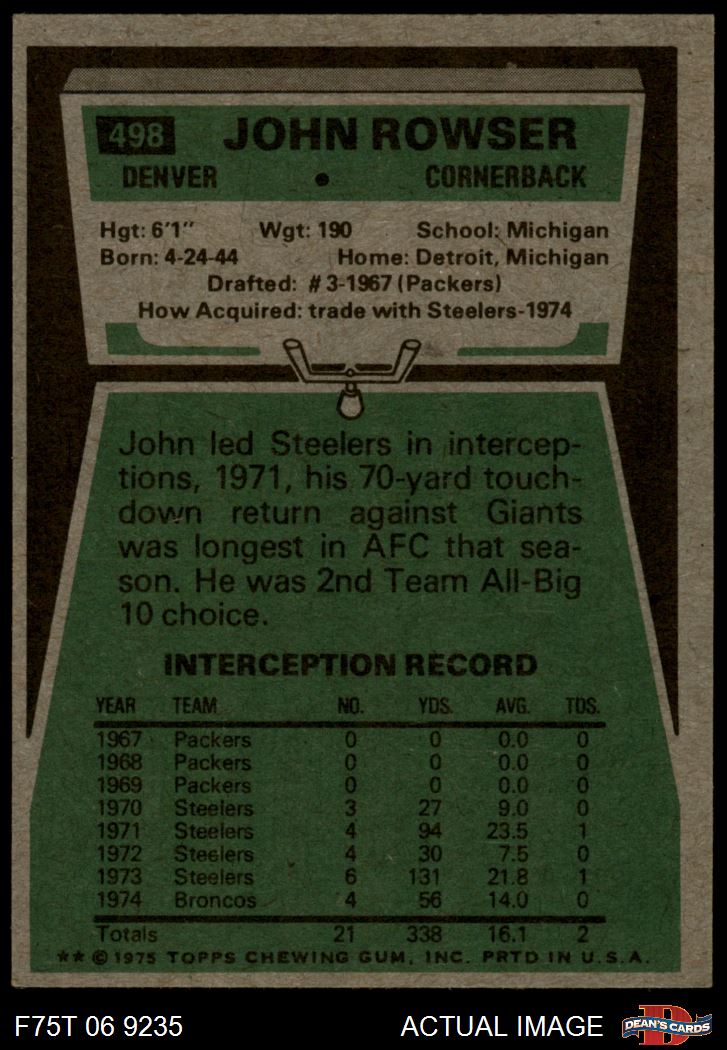 498 JOHN ROWSER
DENVER • CORNERBACK
Hgt: 6'1" Wgt: 190 School: Michigan
Born: 4-24-44 Home: Detroit, Michigan
Drafted: #3-1967 (Packers)
How Acquired: trade with Steelers-1974
John led Steelers in intercep-
tions, 1971, his 70-yard touch-
down return against Giants
was longest in AFC that sea-
son. He was 2nd Team All-Big
10 choice.
INTERCEPTION RECORD
YEAR TEAM NO. YDS. AVG. TDS.
1967 Packers 0 0 0.0 0
1968 Packers 0 0 0.0 0
1969 Packers 0 0 0.0 0
1970 Steelers 3 27 9.0 0
1971 Steelers 4 94 23.5 1
1972 Steelers 4 30 7.5 0
1973 Steelers 6 131 21.8 1
1974 Broncos 4 56 14.0 0
Totals 21 338 16.1 2
** © 1975 TOPPS CHEWING GUM, INC. PRTD IN U.S.A.
F75T 06 9235 ACTUAL IMAGE DEAN'S CARDS